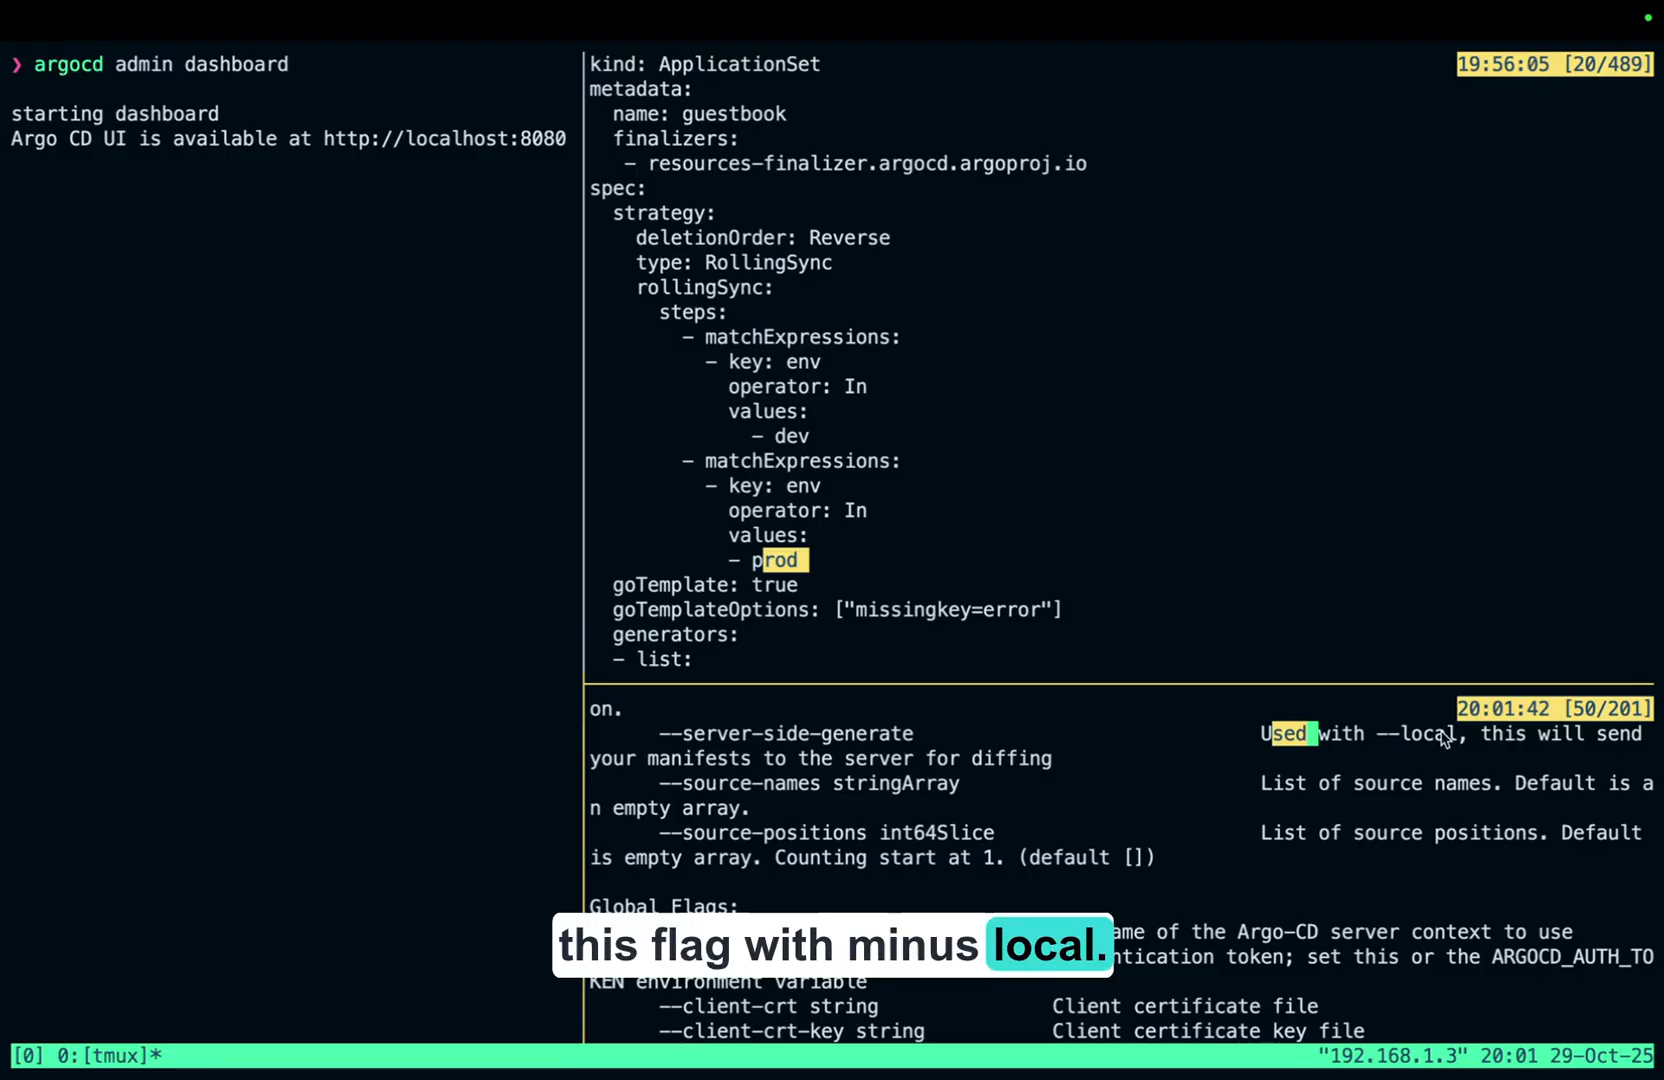 ❯ argocd admin dashboard
starting dashboard
Argo CD UI is available at http://localhost:8080
kind: ApplicationSet
19:56:05 [20/489]
metadata:
name: guestbook
finalizers:
- resources-finalizer.argocd.argoproj.io
spec:
strategy:
deletionOrder: Reverse
type: RollingSync
rollingSync:
steps:
- matchExpressions:
- key: env
operator: In
values:
- dev
- matchExpressions:
- key: env
operator: In
values:
- prod
goTemplate: true
goTemplateOptions: ["missingkey=error"]
generators:
- list:
on.
20:01:42 [50/201]
--server-side-generate Used with --local, this will send
your manifests to the server for diffing
--source-names stringArray List of source names. Default is a
n empty array.
--source-positions int64Slice List of source positions. Default
is empty array. Counting start at 1. (default [])
Global Flags:
ame of the Argo-CD server context to use
this flag with minus local.
ntication token; set this or the ARGOCD_AUTH_TO
KEN environment variable
--client-crt string Client certificate file
--client-crt-key string Client certificate key file
[0] 0:[tmux]* "192.168.1.3" 20:01 29-Oct-25